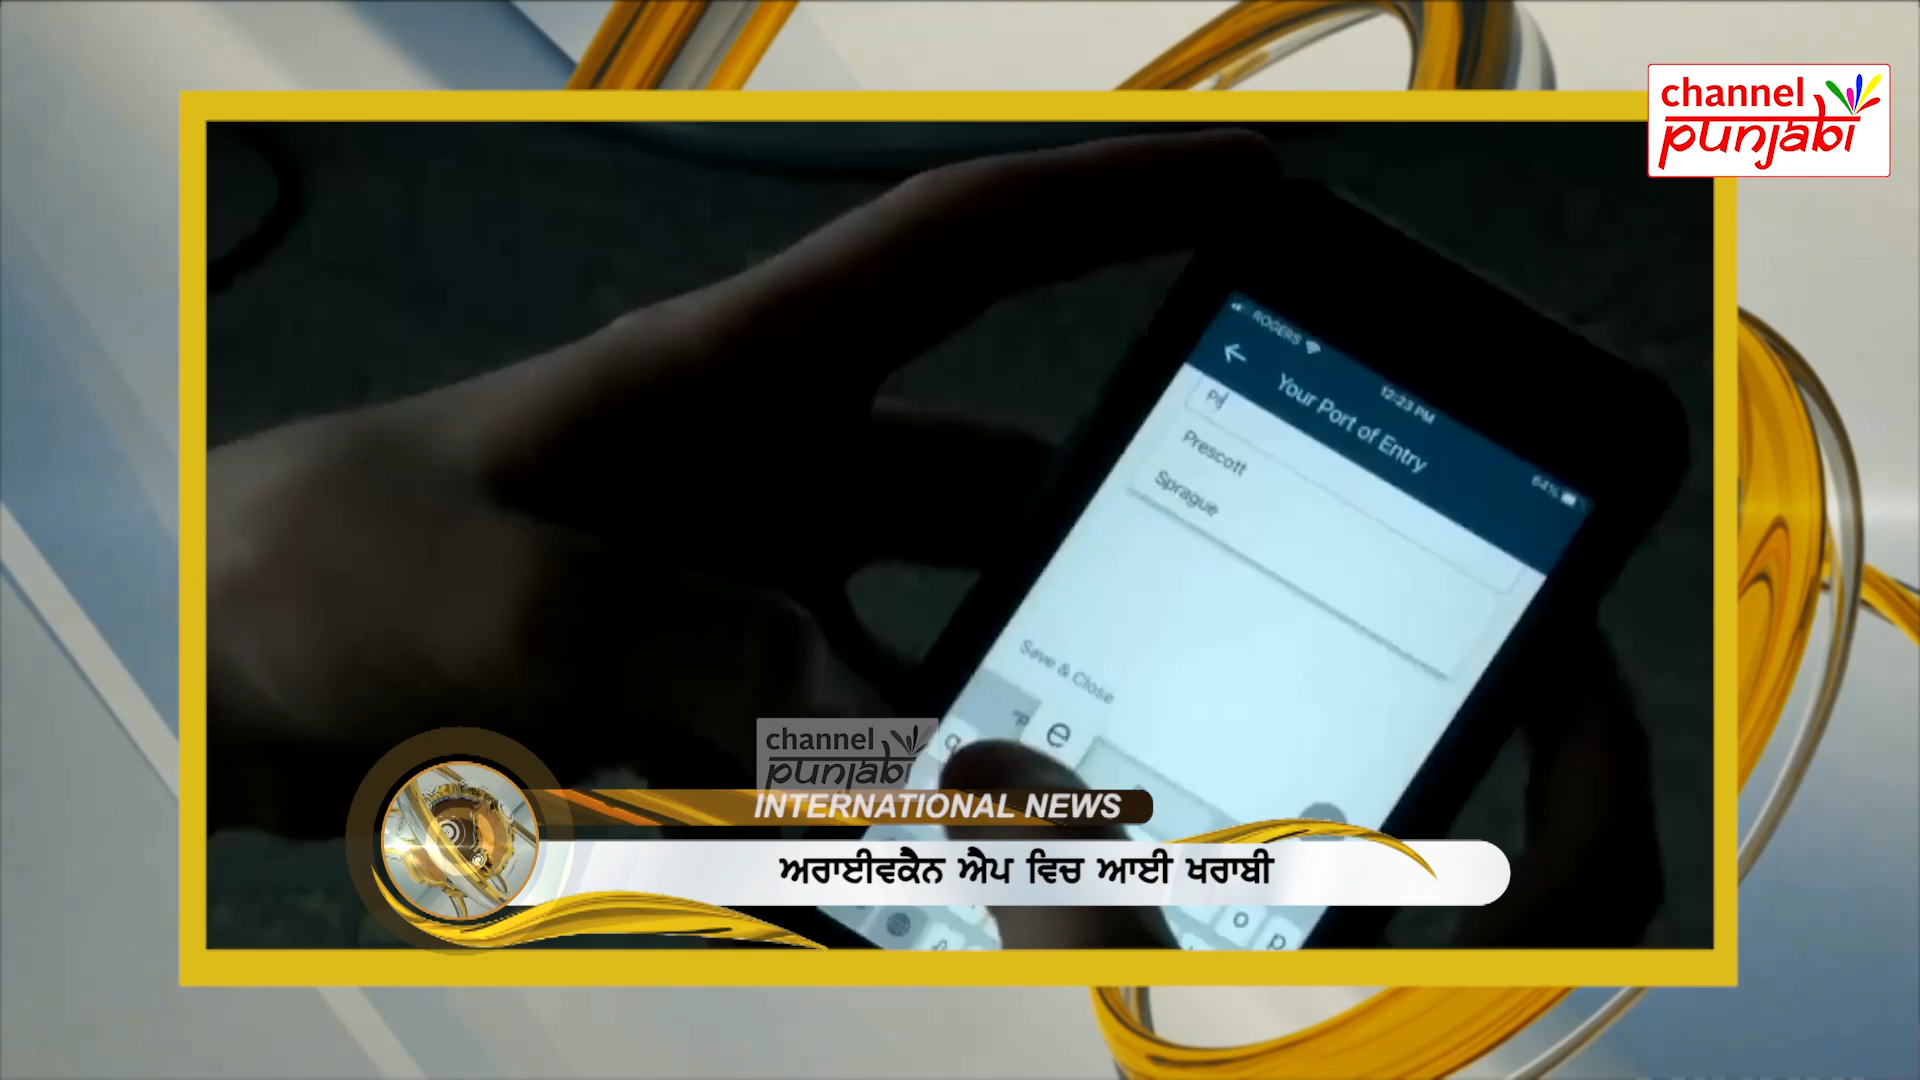 channel
punjabi
ROGERS
12:23 PM
64%
Your Port of Entry
Prescott
Sprague
Save & Close
e
q
channel
punjabi
INTERNATIONAL NEWS
ਅਰਾਈਵਕੈਨ ਐਪ ਵਿਚ ਆਈ ਖਰਾਬੀ
o
p